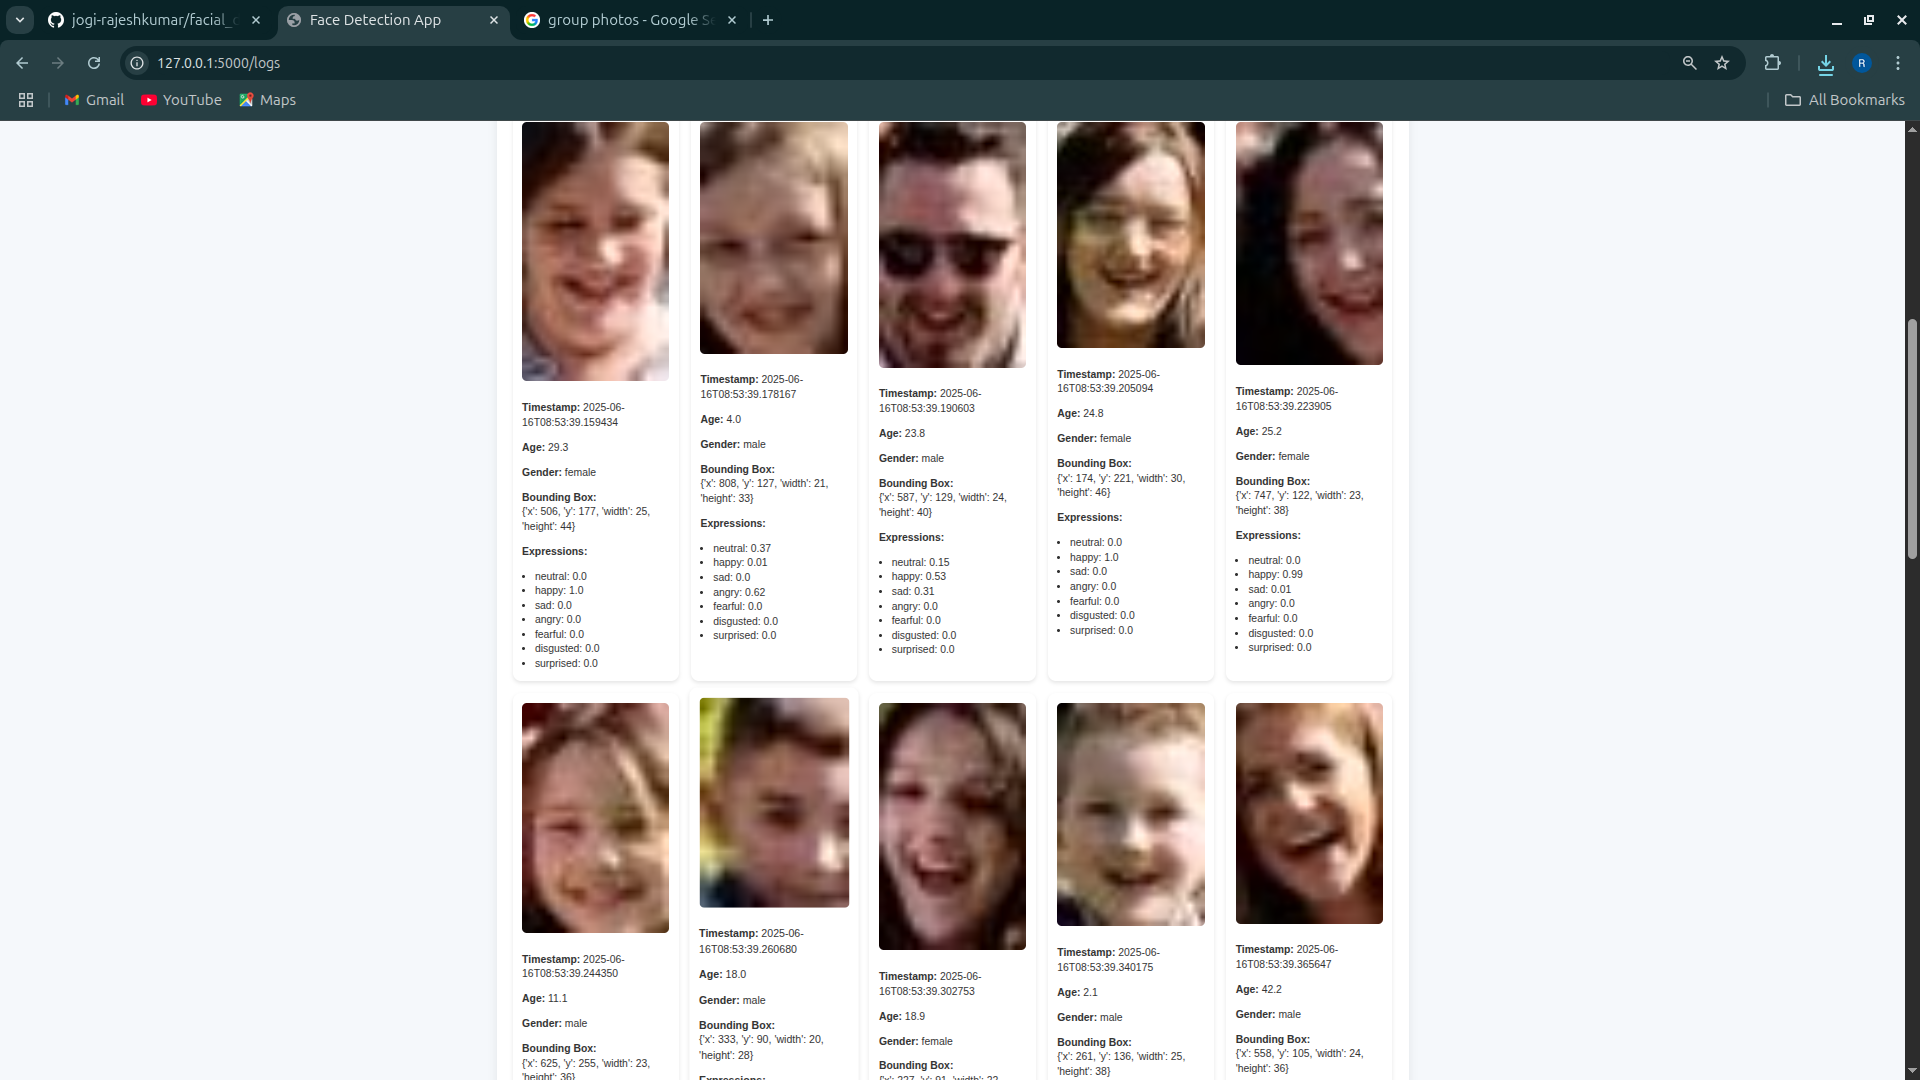 jogi-rajeshkumar/facial_
Face Detection App
group photos - Google Se
127.0.0.1:5000/logs
R
Gmail
YouTube
Maps
All Bookmarks
Timestamp: 2025-06-
16T08:53:39.159434
Age: 29.3
Gender: female
Bounding Box:
{'x': 506, 'y': 177, 'width': 25,
'height': 44}
Expressions:
• neutral: 0.0
• happy: 1.0
• sad: 0.0
• angry: 0.0
• fearful: 0.0
• disgusted: 0.0
• surprised: 0.0
Timestamp: 2025-06-
16T08:53:39.178167
Age: 4.0
Gender: male
Bounding Box:
{'x': 808, 'y': 127, 'width': 21,
'height': 33}
Expressions:
• neutral: 0.37
• happy: 0.01
• sad: 0.0
• angry: 0.62
• fearful: 0.0
• disgusted: 0.0
• surprised: 0.0
Timestamp: 2025-06-
16T08:53:39.190603
Age: 23.8
Gender: male
Bounding Box:
{'x': 587, 'y': 129, 'width': 24,
'height': 40}
Expressions:
• neutral: 0.15
• happy: 0.53
• sad: 0.31
• angry: 0.0
• fearful: 0.0
• disgusted: 0.0
• surprised: 0.0
Timestamp: 2025-06-
16T08:53:39.205094
Age: 24.8
Gender: female
Bounding Box:
{'x': 174, 'y': 221, 'width': 30,
'height': 46}
Expressions:
• neutral: 0.0
• happy: 1.0
• sad: 0.0
• angry: 0.0
• fearful: 0.0
• disgusted: 0.0
• surprised: 0.0
Timestamp: 2025-06-
16T08:53:39.223905
Age: 25.2
Gender: female
Bounding Box:
{'x': 747, 'y': 122, 'width': 23,
'height': 38}
Expressions:
• neutral: 0.0
• happy: 0.99
• sad: 0.01
• angry: 0.0
• fearful: 0.0
• disgusted: 0.0
• surprised: 0.0
Timestamp: 2025-06-
16T08:53:39.244350
Age: 11.1
Gender: male
Bounding Box:
{'x': 625, 'y': 255, 'width': 23,
'height': 36}
Timestamp: 2025-06-
16T08:53:39.260680
Age: 18.0
Gender: male
Bounding Box:
{'x': 333, 'y': 90, 'width': 20,
'height': 28}
Expressions:
Timestamp: 2025-06-
16T08:53:39.302753
Age: 18.9
Gender: female
Bounding Box:
{'x': 227, 'y': 91, 'width': 22,
Timestamp: 2025-06-
16T08:53:39.340175
Age: 2.1
Gender: male
Bounding Box:
{'x': 261, 'y': 136, 'width': 25,
'height': 38}
Timestamp: 2025-06-
16T08:53:39.365647
Age: 42.2
Gender: male
Bounding Box:
{'x': 558, 'y': 105, 'width': 24,
'height': 36}